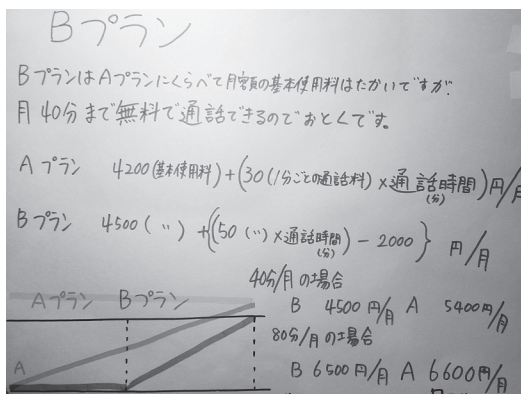 Bプラン
BプランはAプランにくらべて月額の基本使用料はたかいですが、
月40分まで無料で通話できるのでおとくです。
Aプラン 4200(基本使用料)+(30(1分ごとの通話料)×通話時間(分))円/月
Bプラン 4500(〃)+{(50(〃)×通話時間(分))-2000} 円/月
40分/月の場合
Aプラン Bプラン
B 4500円/月 A 5400円/月
80分/月の場合
A
B 6500円/月 A 6600円/月